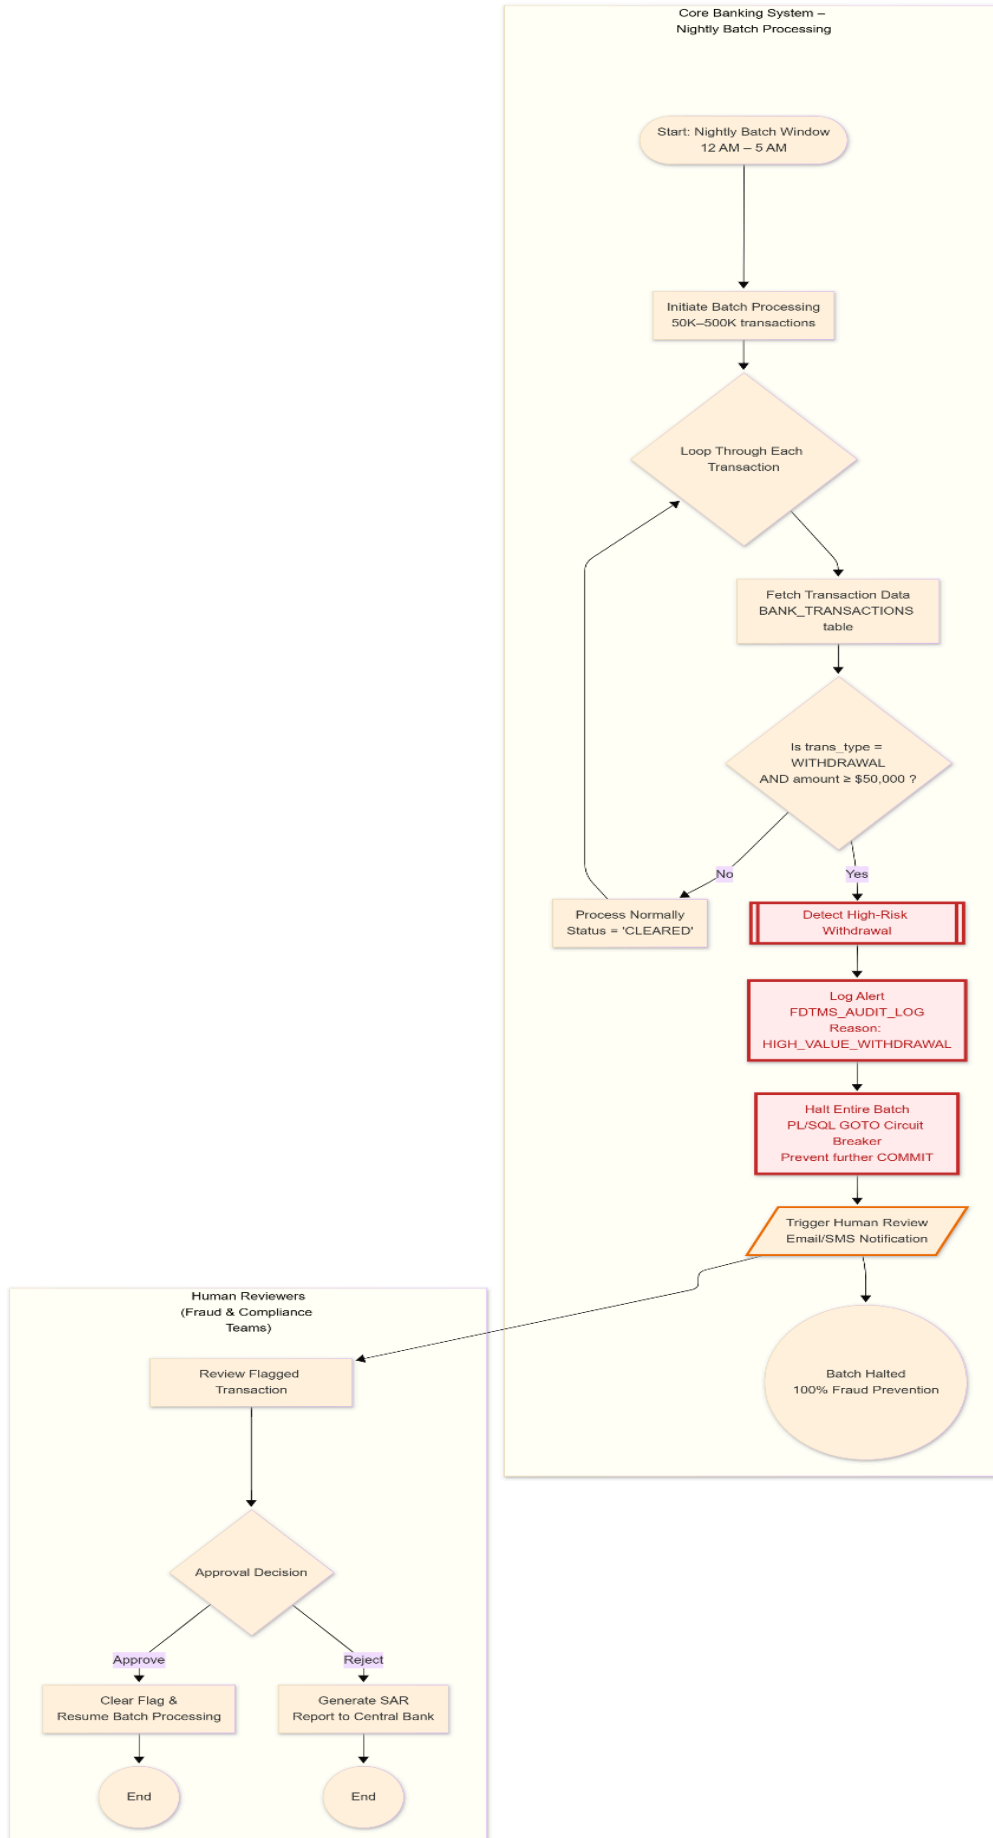 Core Banking System –
Nightly Batch Processing
Start: Nightly Batch Window
12 AM – 5 AM
Initiate Batch Processing
50K–500K transactions
Loop Through Each
Transaction
Fetch Transaction Data
BANK_TRANSACTIONS
table
Is trans_type =
WITHDRAWAL
AND amount ≥ $50,000 ?
No
Yes
Process Normally
Status = 'CLEARED'
Detect High-Risk
Withdrawal
Log Alert
FDTMS_AUDIT_LOG
Reason:
HIGH_VALUE_WITHDRAWAL
Halt Entire Batch
PL/SQL GOTO Circuit
Breaker
Prevent further COMMIT
Trigger Human Review
Email/SMS Notification
Batch Halted
100% Fraud Prevention
Human Reviewers
(Fraud & Compliance
Teams)
Review Flagged
Transaction
Approval Decision
Approve
Reject
Clear Flag &
Resume Batch Processing
Generate SAR
Report to Central Bank
End
End